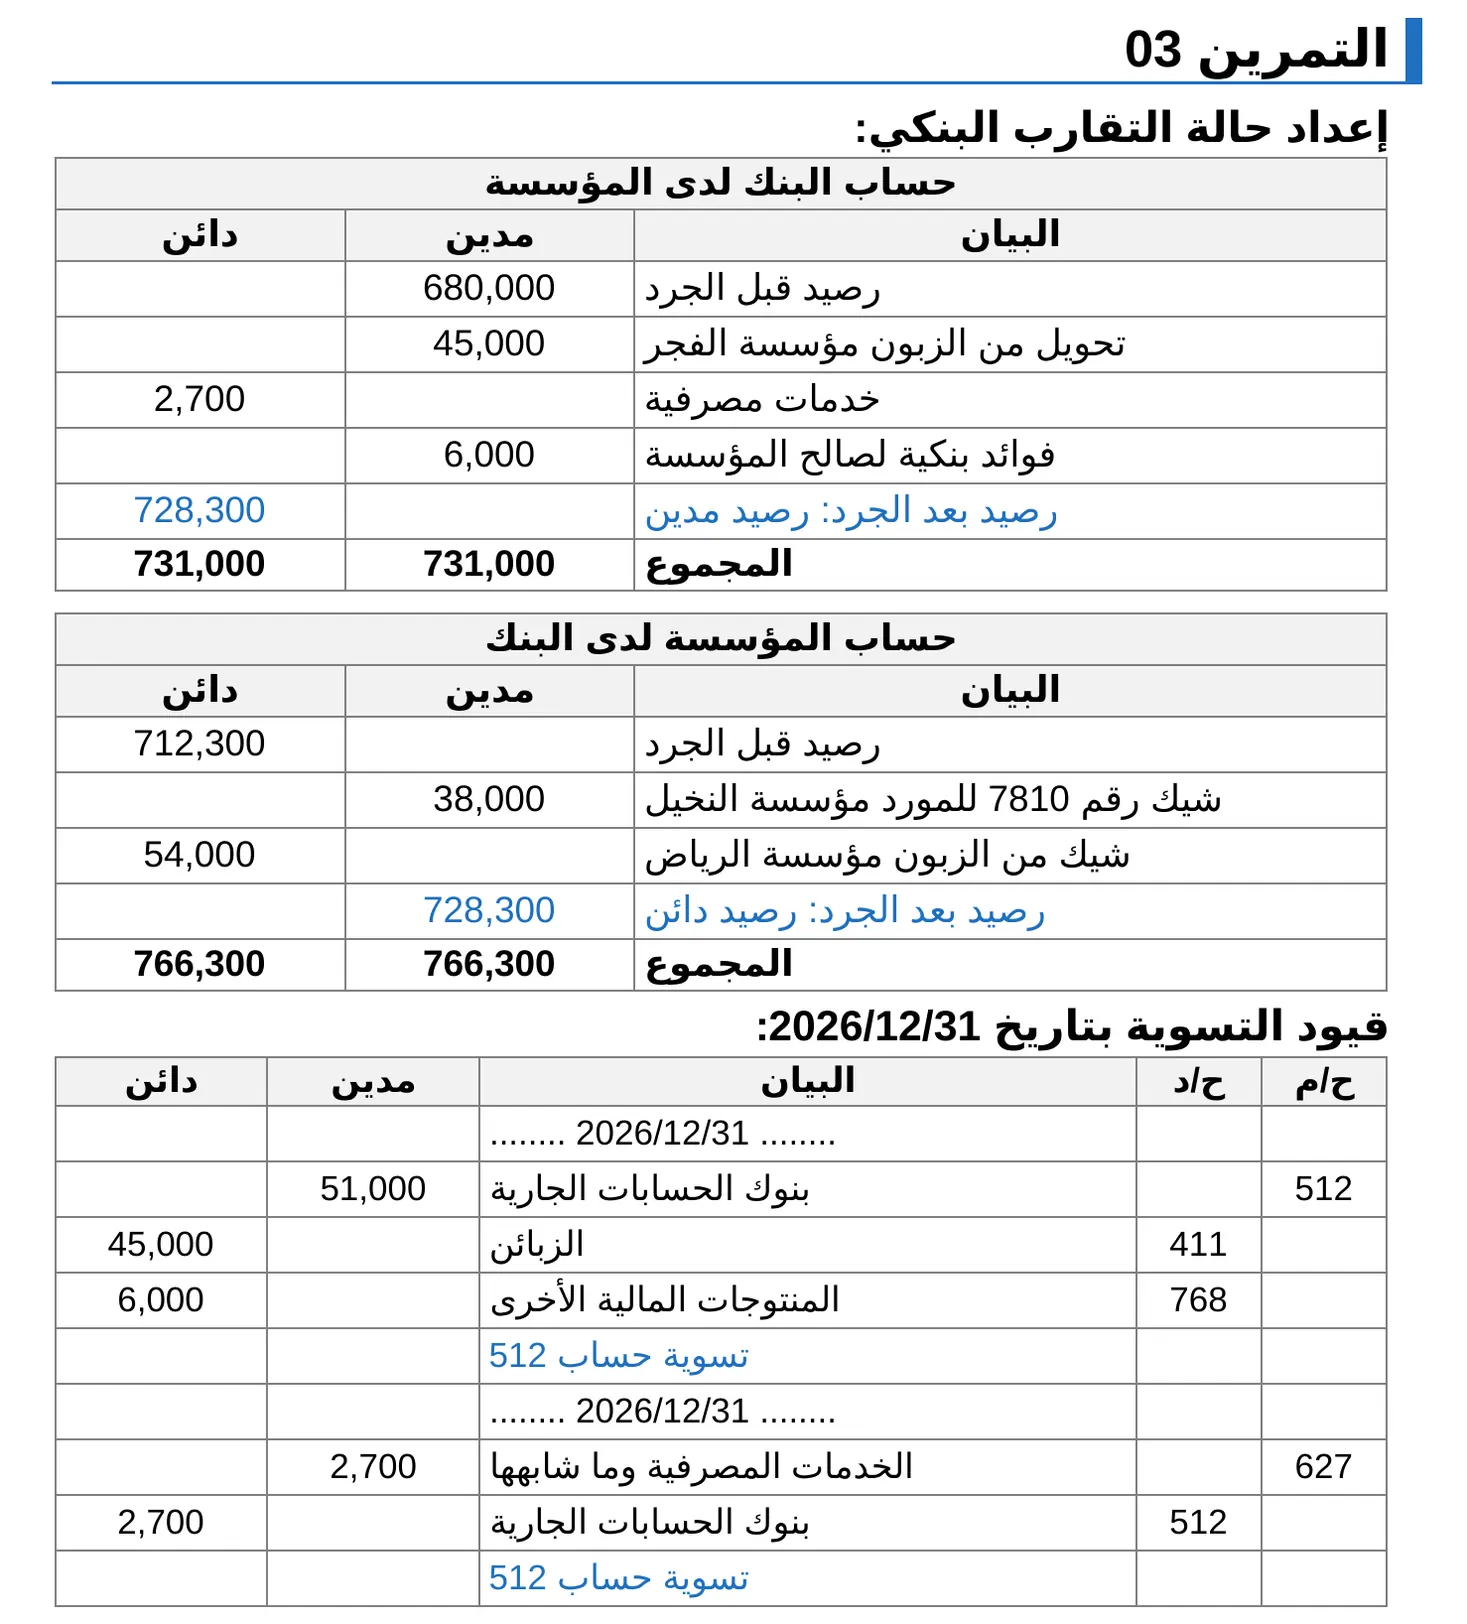 التمرين 03
إعداد حالة التقارب البنكي:
حساب البنك لدى المؤسسة
البيان مدين دائن
رصيد قبل الجرد 680,000
تحويل من الزبون مؤسسة الفجر 45,000
خدمات مصرفية 2,700
فوائد بنكية لصالح المؤسسة 6,000
رصيد بعد الجرد: رصيد مدين 728,300
المجموع 731,000 731,000
حساب المؤسسة لدى البنك
البيان مدين دائن
رصيد قبل الجرد 712,300
شيك رقم 7810 للمورد مؤسسة النخيل 38,000
شيك من الزبون مؤسسة الرياض 54,000
رصيد بعد الجرد: رصيد دائن 728,300
المجموع 766,300 766,300
قيود التسوية بتاريخ 2026/12/31:
ح/م ح/د البيان مدين دائن
........ 2026/12/31 ........
512 بنوك الحسابات الجارية 51,000
411 الزبائن 45,000
768 المنتوجات المالية الأخرى 6,000
تسوية حساب 512
........ 2026/12/31 ........
627 الخدمات المصرفية وما شابهها 2,700
512 بنوك الحسابات الجارية 2,700
تسوية حساب 512